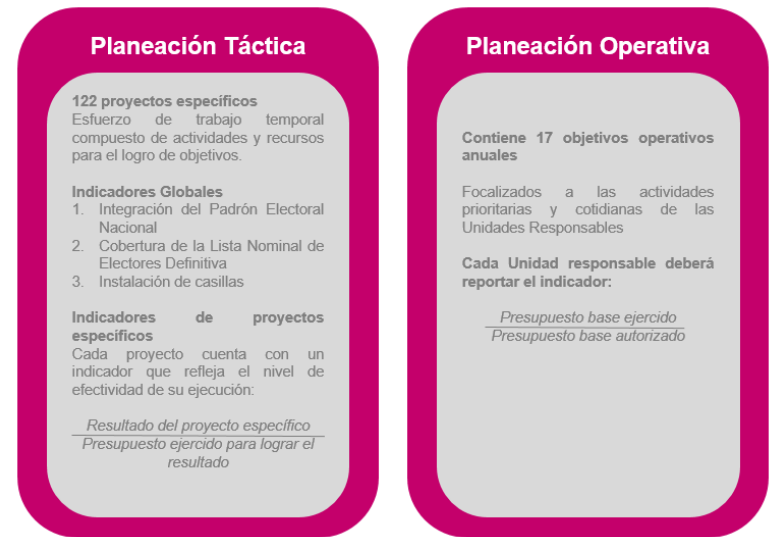 Planeación Táctica
122 proyectos específicos
Esfuerzo de trabajo temporal
compuesto de actividades y recursos
para el logro de objetivos.
Indicadores Globales
1. Integración del Padrón Electoral
Nacional
2. Cobertura de la Lista Nominal de
Electores Definitiva
3. Instalación de casillas
Indicadores de proyectos
específicos
Cada proyecto cuenta con un
indicador que refleja el nivel de
efectividad de su ejecución:
Resultado del proyecto específico
Presupuesto ejercido para lograr el
resultado
Planeación Operativa
Contiene 17 objetivos operativos
anuales
Focalizados a las actividades
prioritarias y cotidianas de las
Unidades Responsables
Cada Unidad responsable deberá
reportar el indicador:
Presupuesto base ejercido
Presupuesto base autorizado